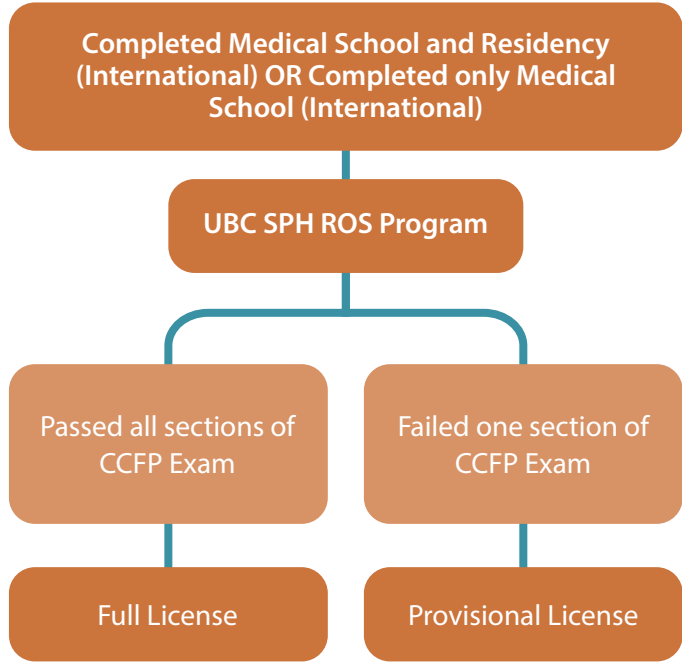 Completed Medical School and Residency
(International) OR Completed only Medical
School (International)
UBC SPH ROS Program
Passed all sections of
CCFP Exam
Failed one section of
CCFP Exam
Full License
Provisional License